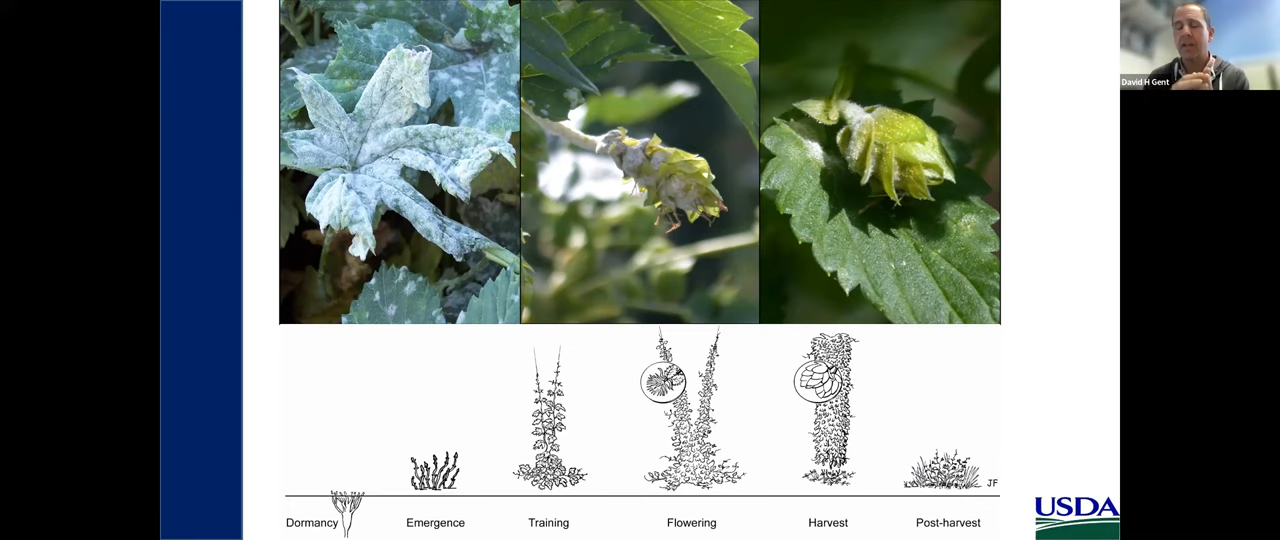 David H Gent
JF
Dormancy
Emergence
Training
Flowering
Harvest
Post-harvest
USDA